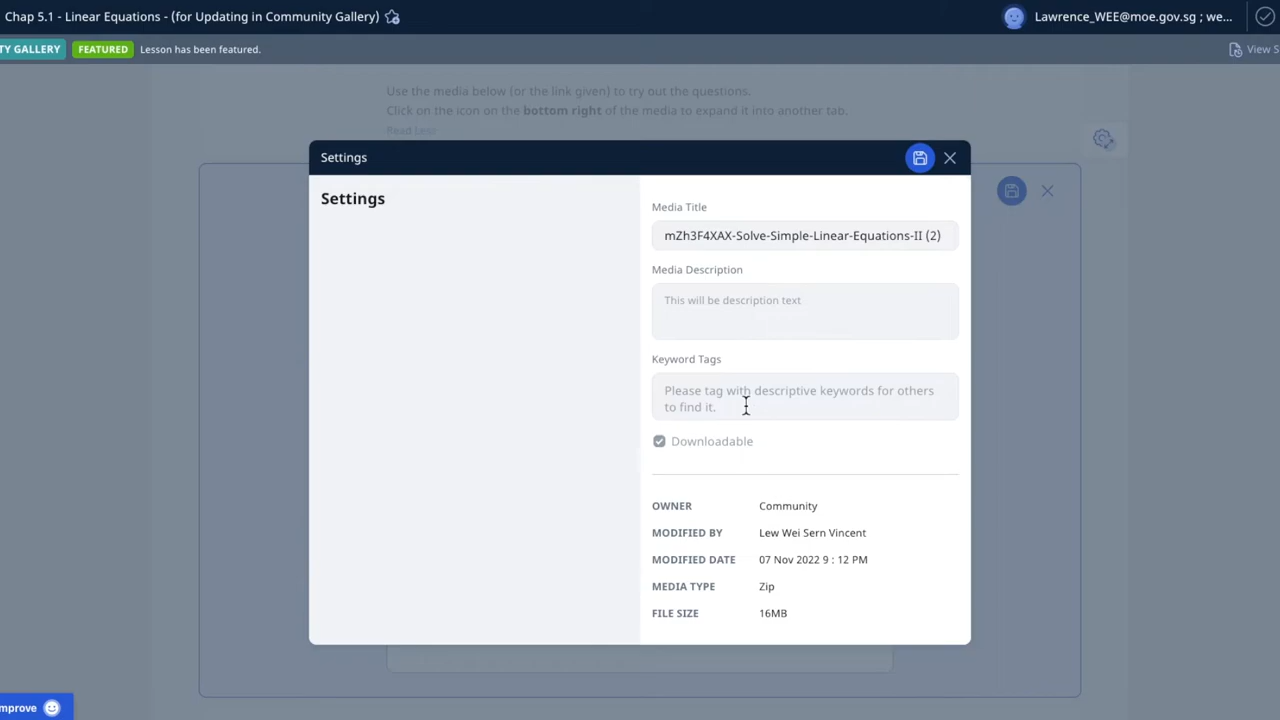 Chap 5.1 - Linear Equations - (for Updating in Community Gallery)
Lawrence_WEE@moe.gov.sg ; we...
TY GALLERY
FEATURED
Lesson has been featured.
View S
Use the media below (or the link given) to try out the questions.
Click on the icon on the bottom right of the media to expand it into another tab.
Read Less
Settings
Settings
Media Title
mZh3F4XAX-Solve-Simple-Linear-Equations-II (2)
Media Description
This will be description text
Keyword Tags
Please tag with descriptive keywords for others
to find it.
Downloadable
OWNER Community
MODIFIED BY Lew Wei Sern Vincent
MODIFIED DATE 07 Nov 2022 9 : 12 PM
MEDIA TYPE Zip
FILE SIZE 16MB
mprove